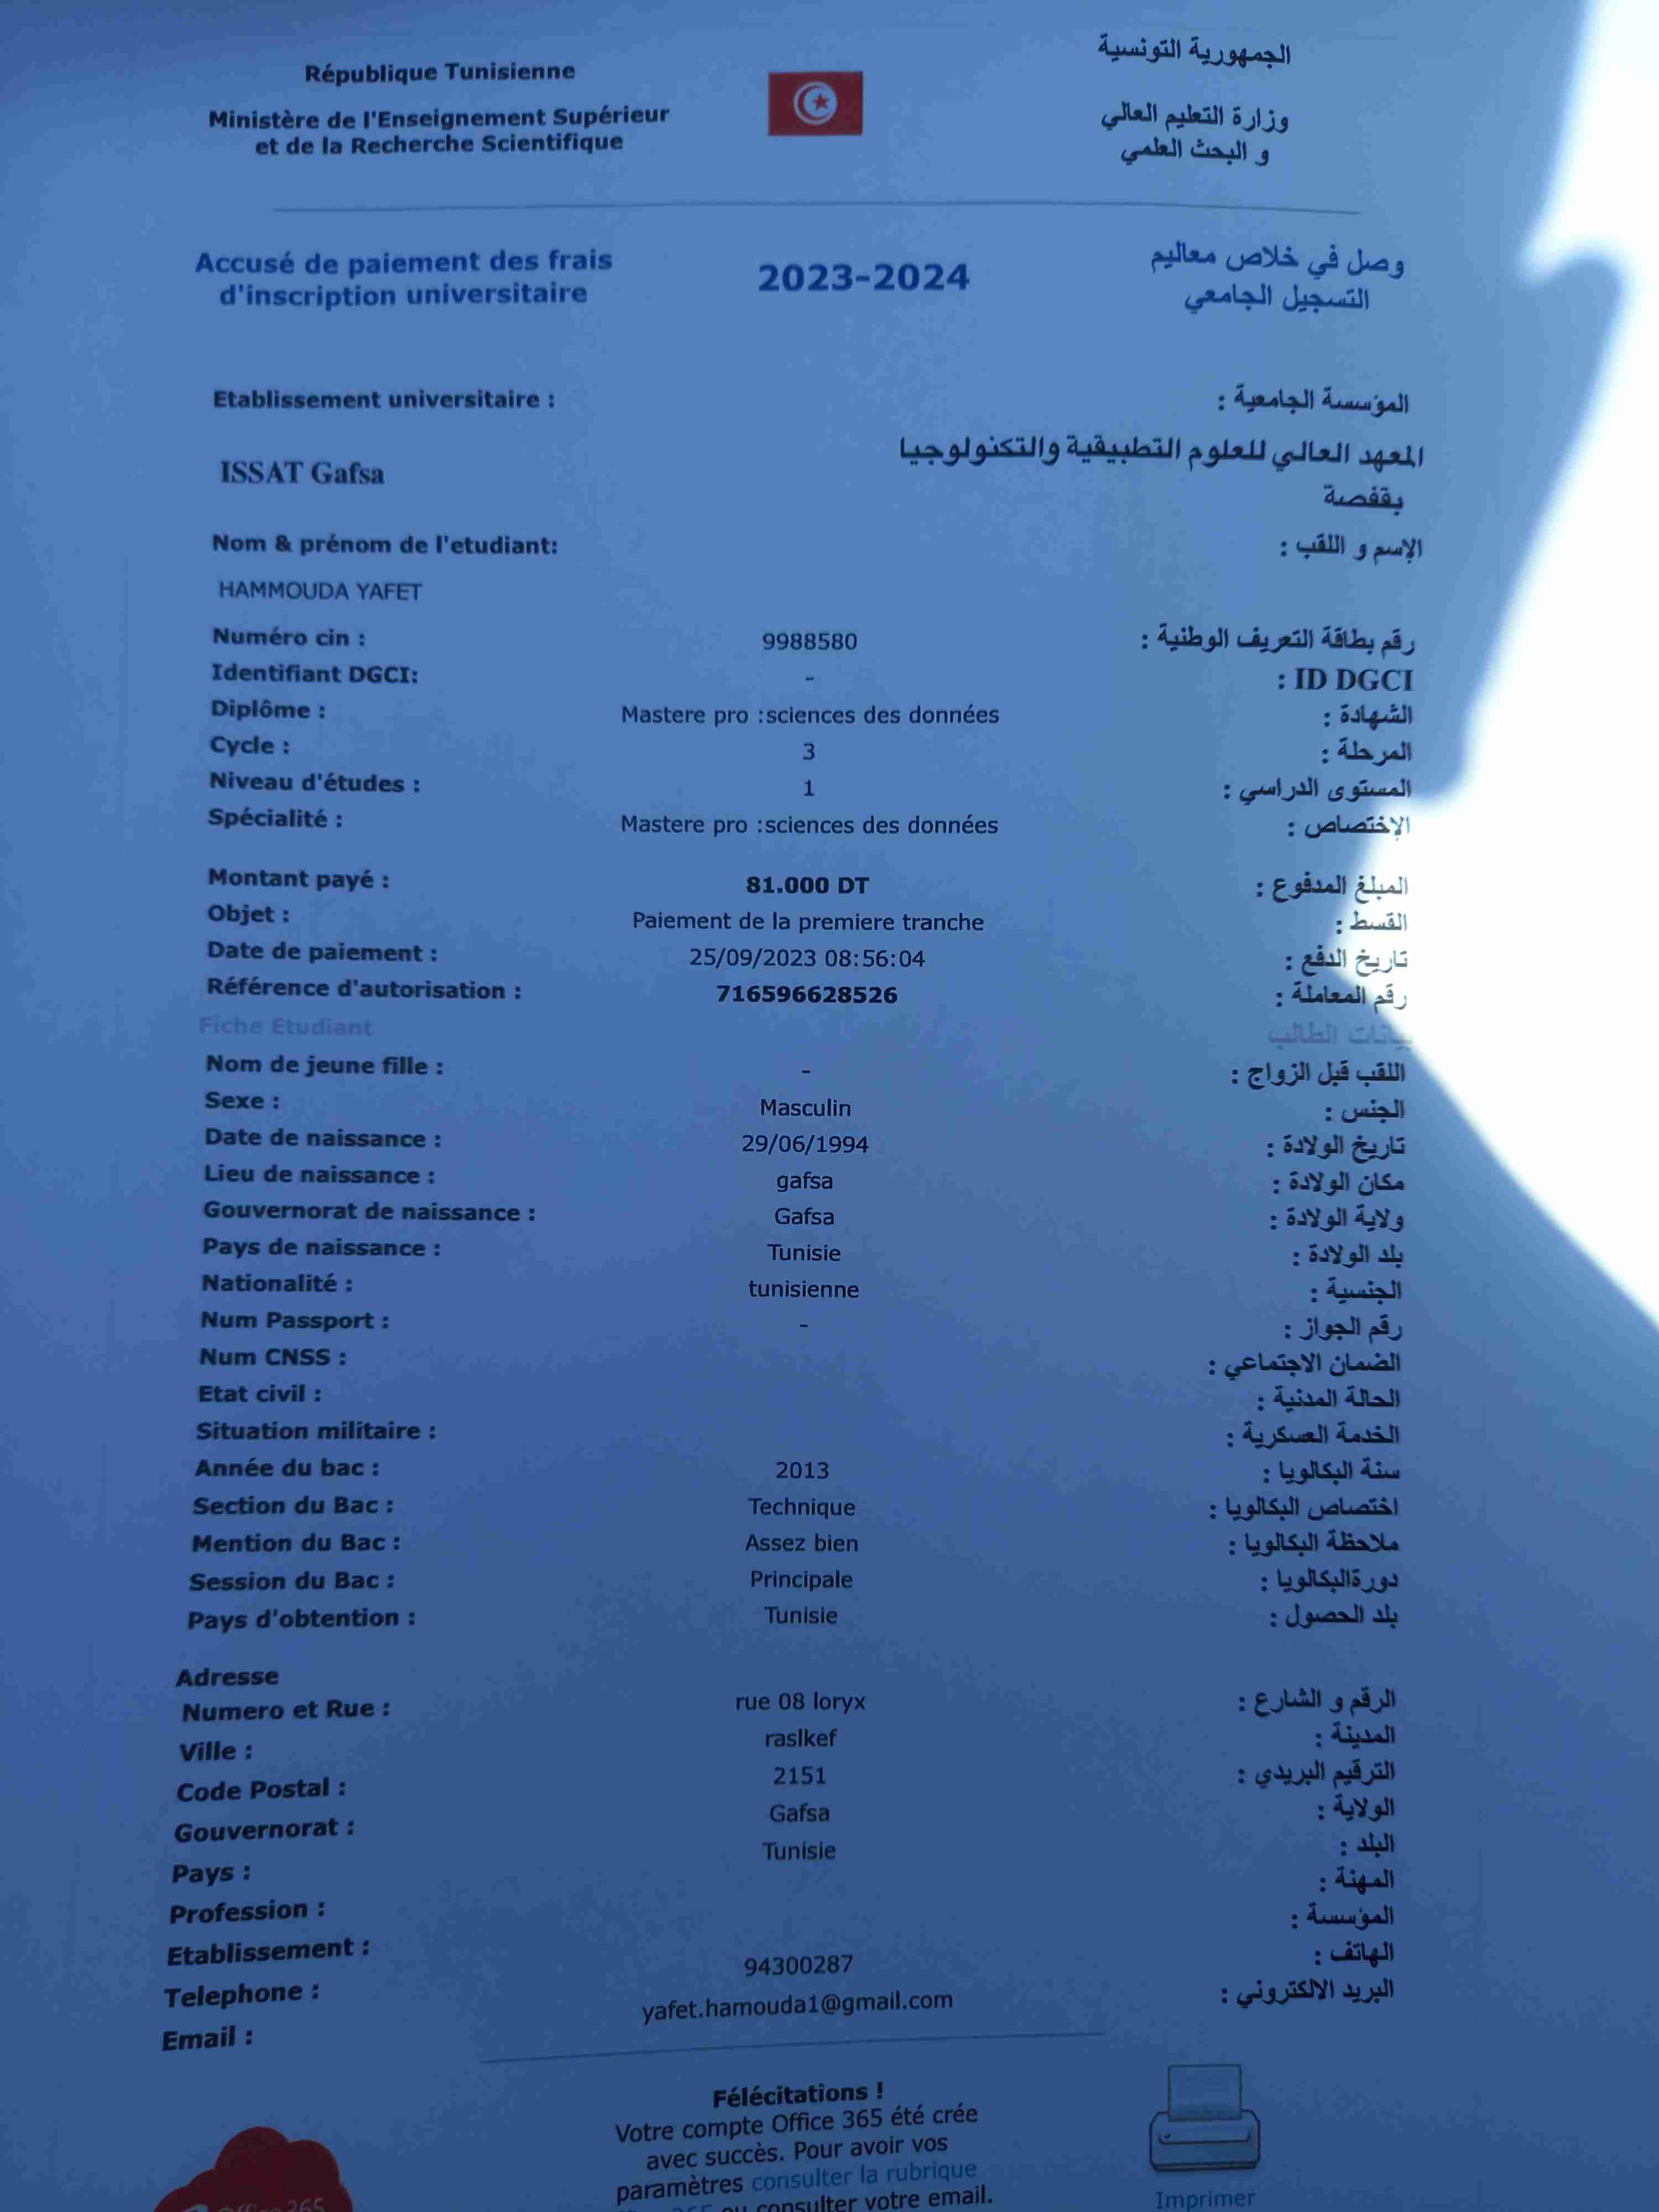 République Tunisienne
الجمهورية التونسية
Ministère de l'Enseignement Supérieur
et de la Recherche Scientifique
وزارة التعليم العالي
و البحث العلمي
Accusé de paiement des frais
d'inscription universitaire
2023-2024
وصل في خلاص معاليم
التسجيل الجامعي
Etablissement universitaire :
المؤسسة الجامعية :
ISSAT Gafsa
المعهد العالي للعلوم التطبيقية والتكنولوجيا
بقفصة
Nom & prénom de l'etudiant:
الإسم و اللقب :
HAMMOUDA YAFET
Numéro cin : 9988580 رقم بطاقة التعريف الوطنية :
Identifiant DGCI: - ID DGCI :
Diplôme : Mastere pro :sciences des données الشهادة :
Cycle : 3 المرحلة :
Niveau d'études : 1 المستوى الدراسي :
Spécialité : Mastere pro :sciences des données الإختصاص :
Montant payé : 81.000 DT المبلغ المدفوع :
Objet : Paiement de la premiere tranche القسط :
Date de paiement : 25/09/2023 08:56:04 تاريخ الدفع :
Référence d'autorisation : 716596628526 رقم المعاملة :
Fiche Etudiant بيانات الطالب
Nom de jeune fille : - اللقب قبل الزواج :
Sexe : Masculin الجنس :
Date de naissance : 29/06/1994 تاريخ الولادة :
Lieu de naissance : gafsa مكان الولادة :
Gouvernorat de naissance : Gafsa ولاية الولادة :
Pays de naissance : Tunisie بلد الولادة :
Nationalité : tunisienne الجنسية :
Num Passport : - رقم الجواز :
Num CNSS : الضمان الاجتماعي :
Etat civil : الحالة المدنية :
Situation militaire : الخدمة العسكرية :
Année du bac : 2013 سنة البكالويا :
Section du Bac : Technique اختصاص البكالويا :
Mention du Bac : Assez bien ملاحظة البكالويا :
Session du Bac : Principale دورةالبكالويا :
Pays d'obtention : Tunisie بلد الحصول :
Adresse
Numero et Rue : rue 08 loryx الرقم و الشارع :
Ville : raslkef المدينة :
Code Postal : 2151 الترقيم البريدي :
Gouvernorat : Gafsa الولاية :
Pays : Tunisie البلد :
Profession : المهنة :
Etablissement : المؤسسة :
Telephone : 94300287 الهاتف :
Email : yafet.hamouda1@gmail.com البريد الالكتروني :
Félécitations !
Votre compte Office 365 été crée
avec succès. Pour avoir vos
paramètres consulter la rubrique
365 ou consulter votre email.
Office 365
Imprimer